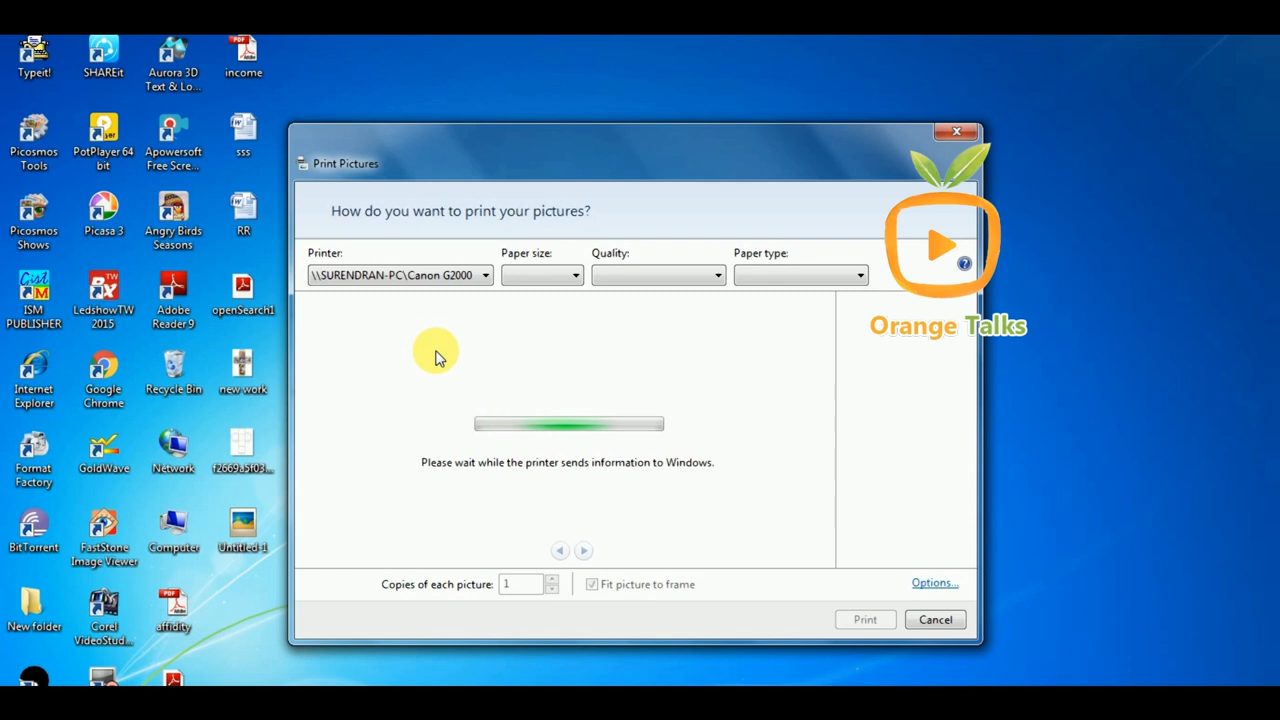 Typeit!
SHAREit
Aurora 3D
Text & Lo...
income
Picosmos
Tools
PotPlayer 64
bit
Apowersoft
Free Scre...
sss
Picosmos
Shows
Picasa 3
Angry Birds
Seasons
RR
ISM
PUBLISHER
LedshowTW
2015
Adobe
Reader 9
openSearch1
Internet
Explorer
Google
Chrome
Recycle Bin
new work
Format
Factory
GoldWave
Network
f2669a5f03...
BitTorrent
FastStone
Image Viewer
Computer
Untitled-1
New folder
Corel
VideoStud...
affidity
Print Pictures
How do you want to print your pictures?
Printer:
Paper size:
Quality:
Paper type:
\\SURENDRAN-PC\Canon G2000
Orange Talks
Please wait while the printer sends information to Windows.
Copies of each picture:
1
Fit picture to frame
Options...
Print
Cancel